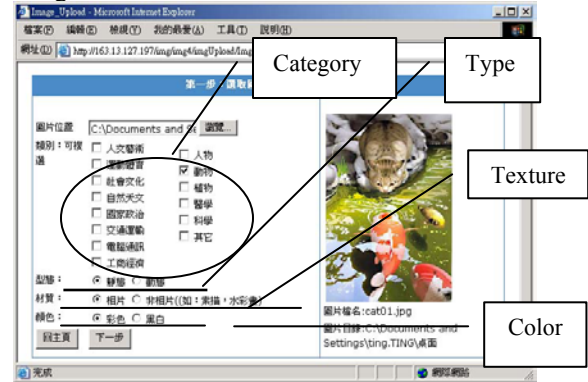 Image_Upload - Microsoft Internet Explorer
檔案(F) 編輯(E) 檢視(V) 我的最愛(A) 工具(T) 說明(H)
網址(D) http://163.13.127.197/img/img4/imgUpload/Img
Category
Type
Texture
Color
第一步
圖片位置 C:\Documents and Se 瀏覽...
類別：可複選
人文藝術
運動體育
社會文化
自然天文
國家政治
交通運輸
電腦通訊
工商經濟
人物
動物
植物
醫學
科學
其它
型態： 靜態 動態
材質： 相片 非相片((如：素描，水彩畫)
顏色： 彩色 黑白
回主頁 下一步
圖片檔名:cat01.jpg
圖片目錄:C:\Documents and
Settings\ting.TING\桌面
完成
網際網路